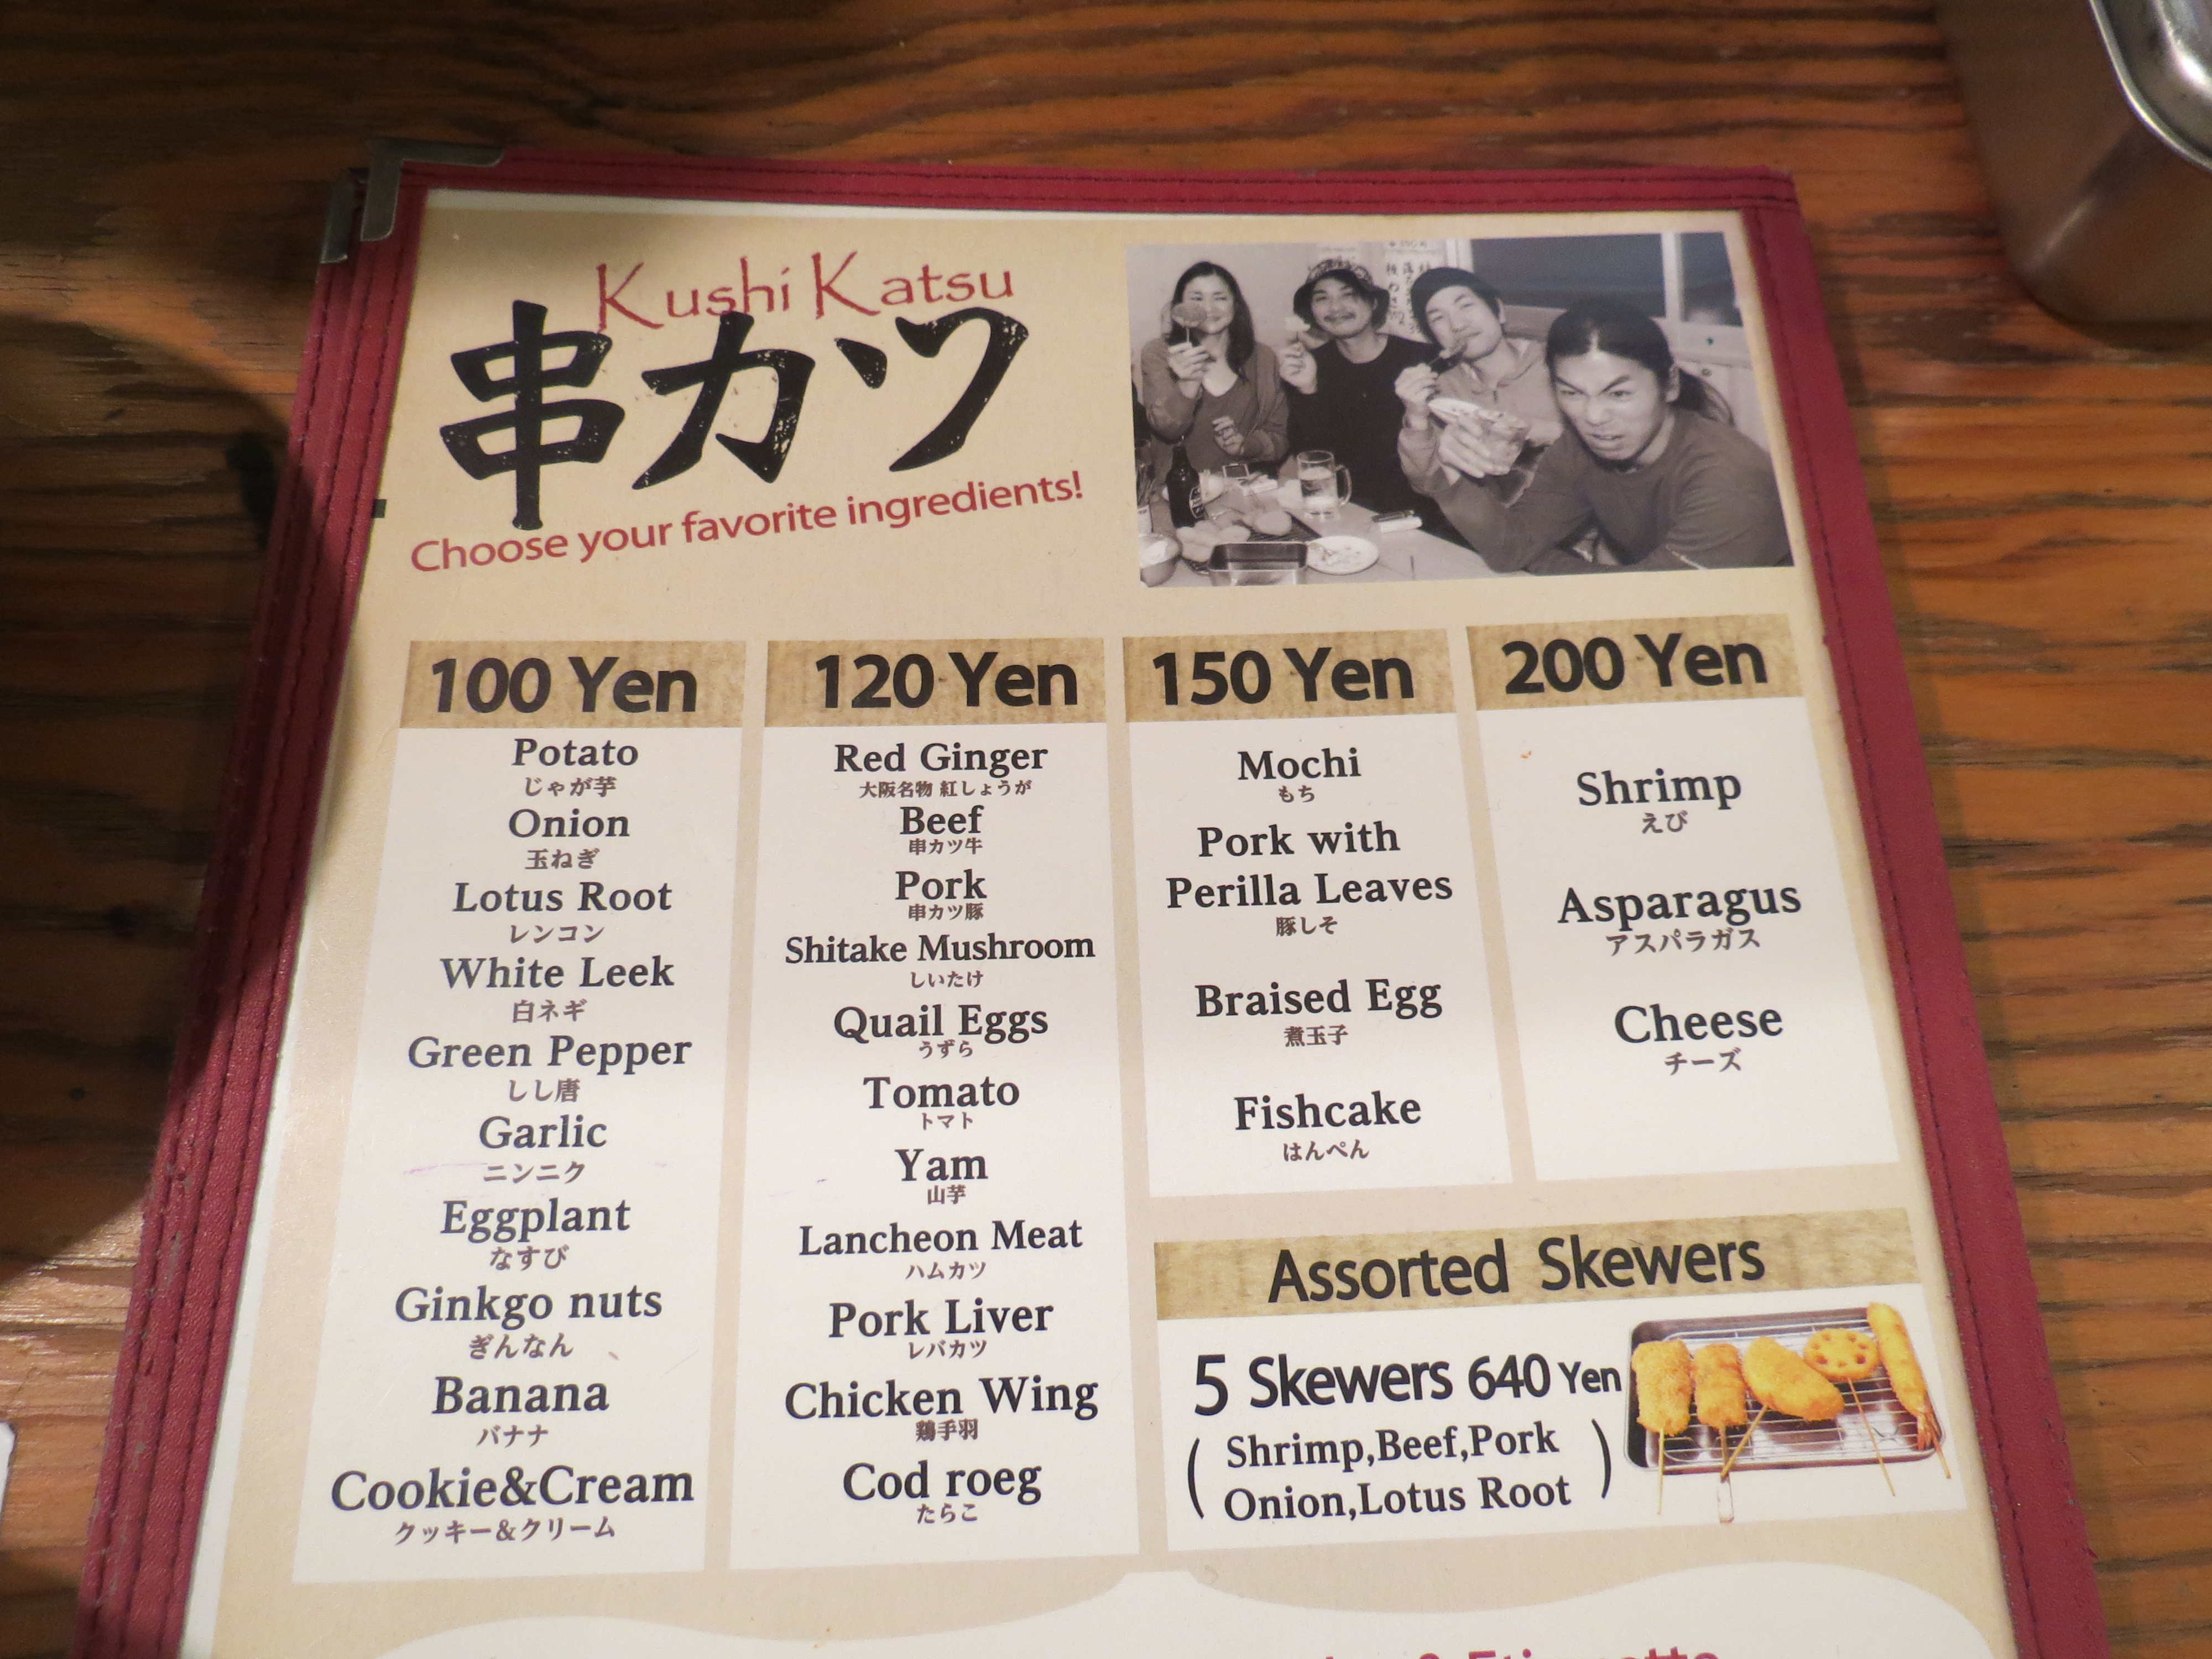 Kushi Katsu
串カツ
Choose your favorite ingredients!
100 Yen
Potato
じゃが芋
Onion
玉ねぎ
Lotus Root
レンコン
White Leek
白ネギ
Green Pepper
しし唐
Garlic
ニンニク
Eggplant
なすび
Ginkgo nuts
ぎんなん
Banana
バナナ
Cookie&Cream
クッキー&クリーム
120 Yen
Red Ginger
大阪名物 紅しょうが
Beef
串カツ牛
Pork
串カツ豚
Shitake Mushroom
しいたけ
Quail Eggs
うずら
Tomato
トマト
Yam
山芋
Lancheon Meat
ハムカツ
Pork Liver
レバカツ
Chicken Wing
鶏手羽
Cod roeg
たらこ
150 Yen
Mochi
もち
Pork with
Perilla Leaves
豚しそ
Braised Egg
煮玉子
Fishcake
はんぺん
200 Yen
Shrimp
えび
Asparagus
アスパラガス
Cheese
チーズ
Assorted Skewers
5 Skewers 640 Yen
( Shrimp,Beef,Pork
Onion,Lotus Root )